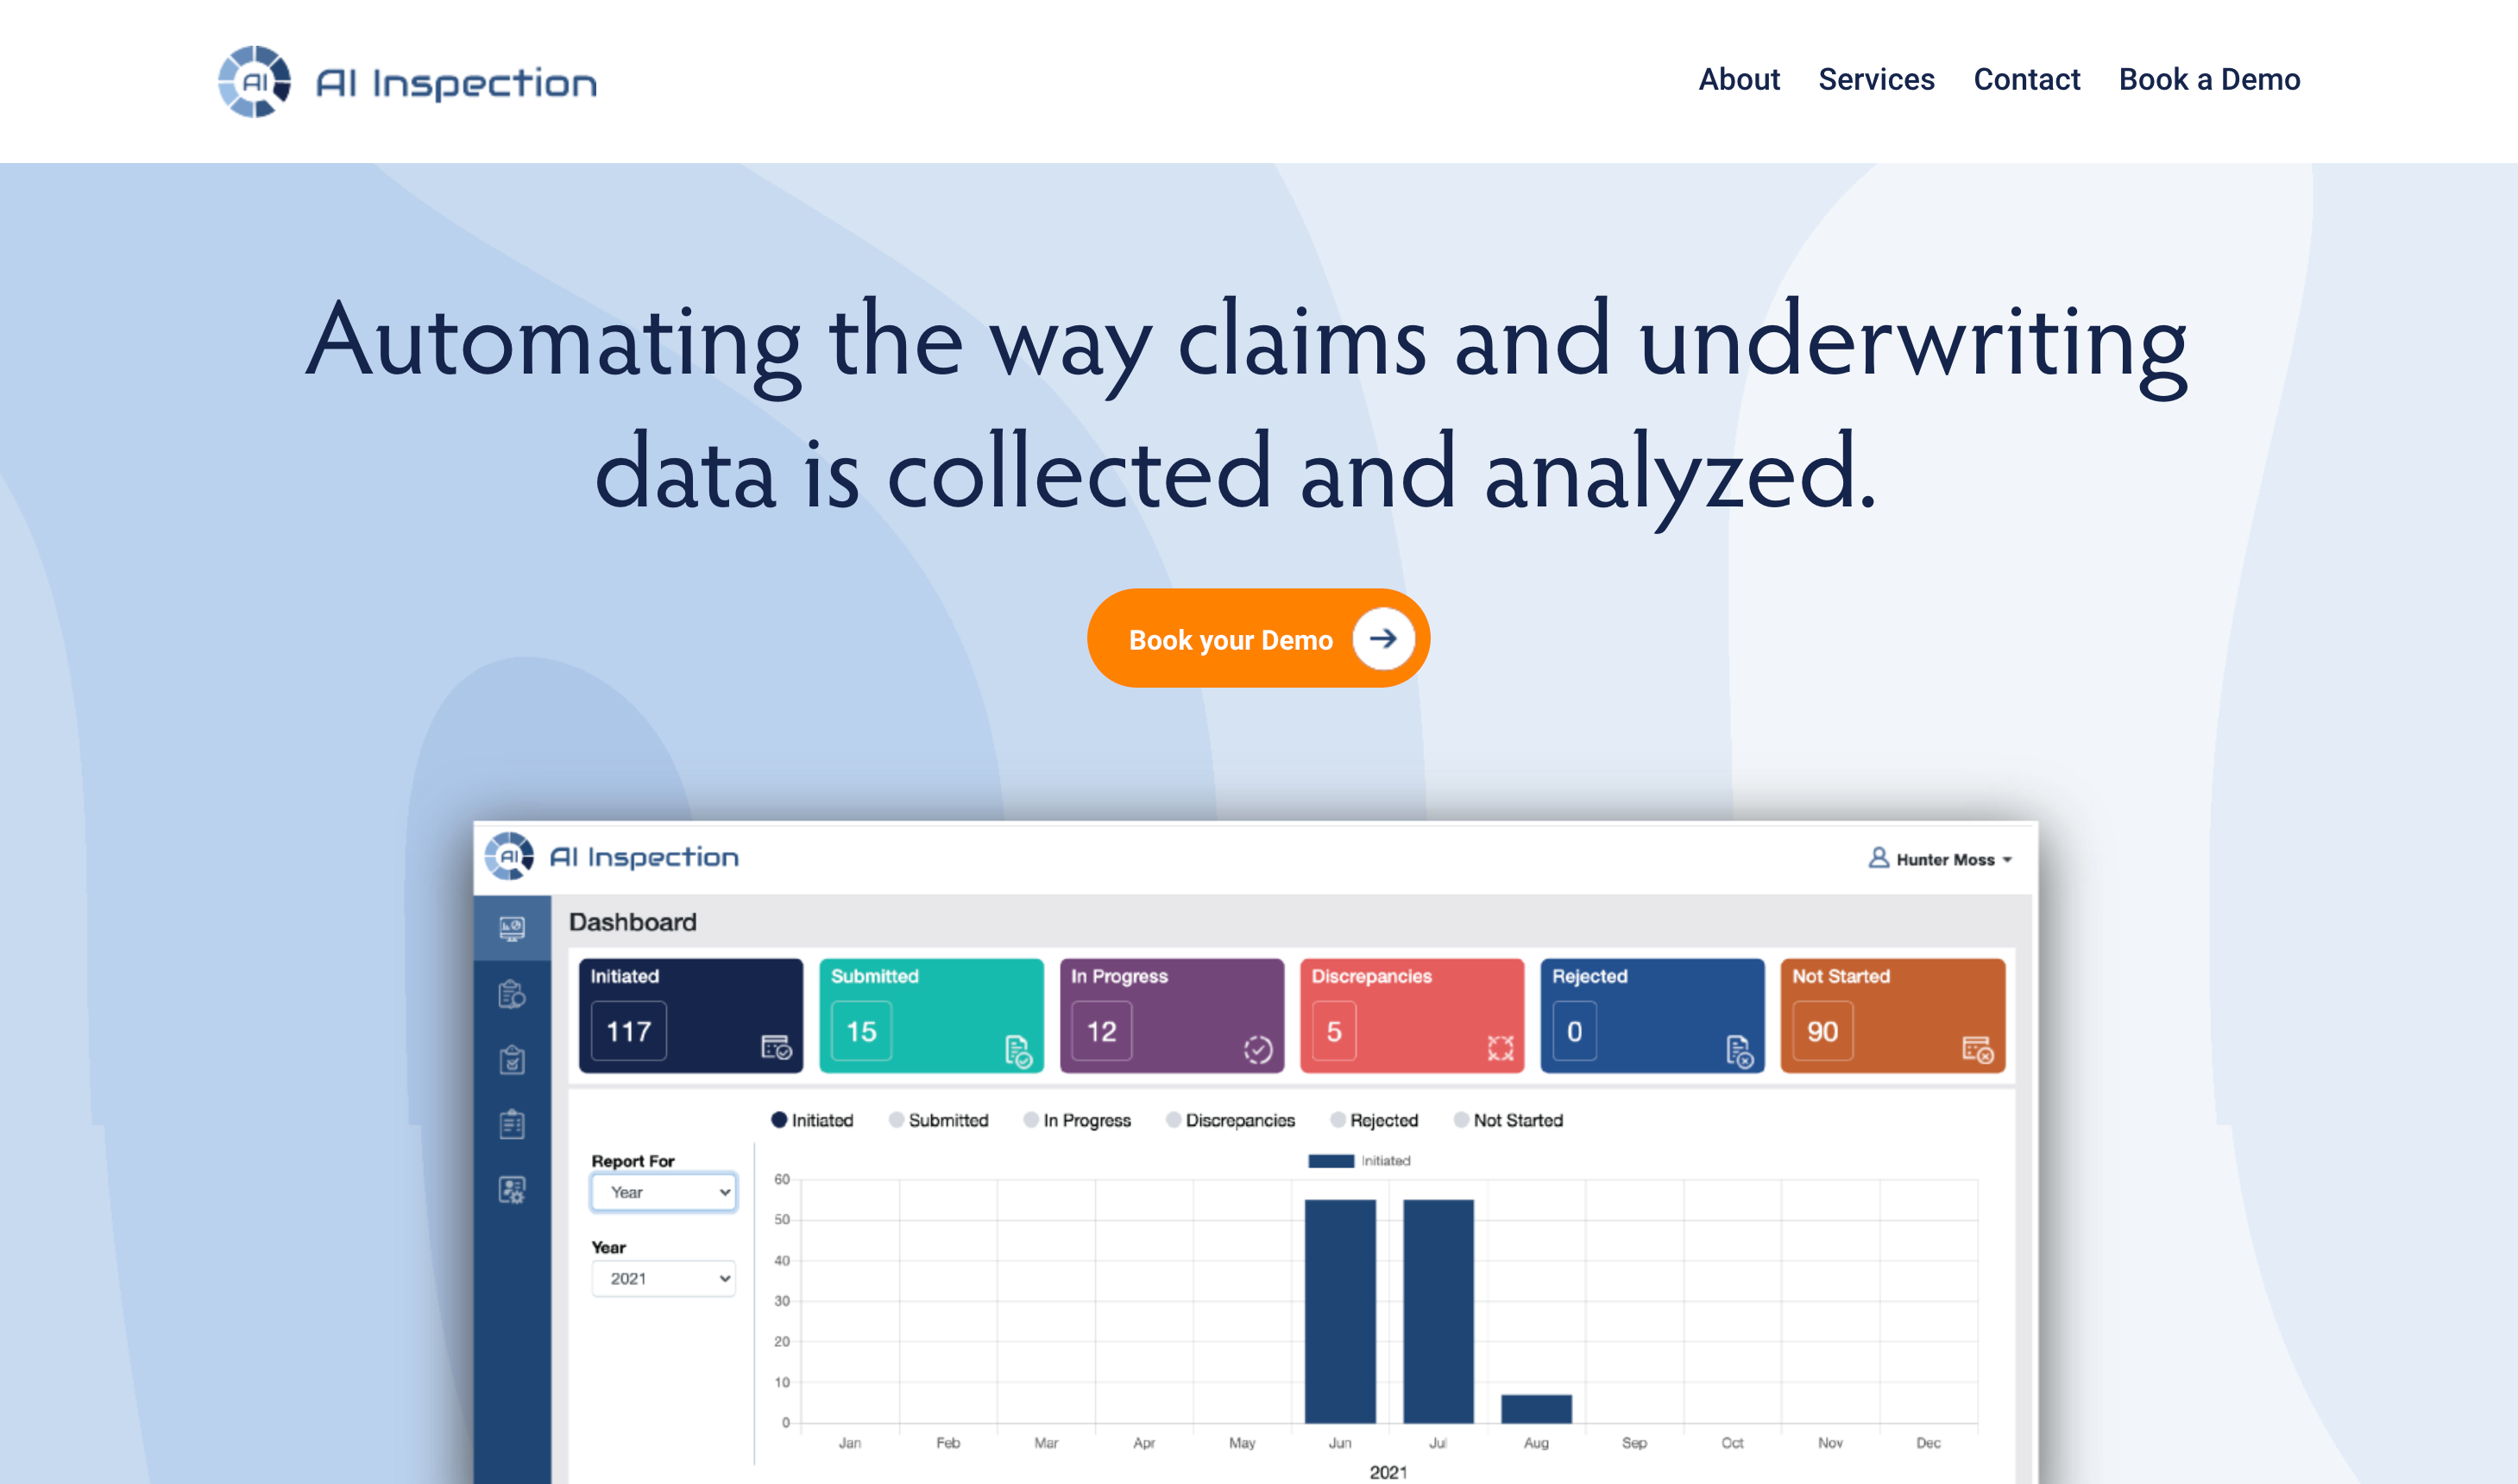 AI
AI Inspection
About Services Contact Book a Demo
Automating the way claims and underwriting
data is collected and analyzed.
Book your Demo
AI
AI Inspection
Hunter Moss
Dashboard
Initiated
117
Submitted
15
In Progress
12
Discrepancies
5
Rejected
0
Not Started
90
Initiated Submitted In Progress Discrepancies Rejected Not Started
Report For
Year
Year
2021
Initiated
60
50
40
30
20
10
0
Jan Feb Mar Apr May Jun Jul Aug Sep Oct Nov Dec
2021